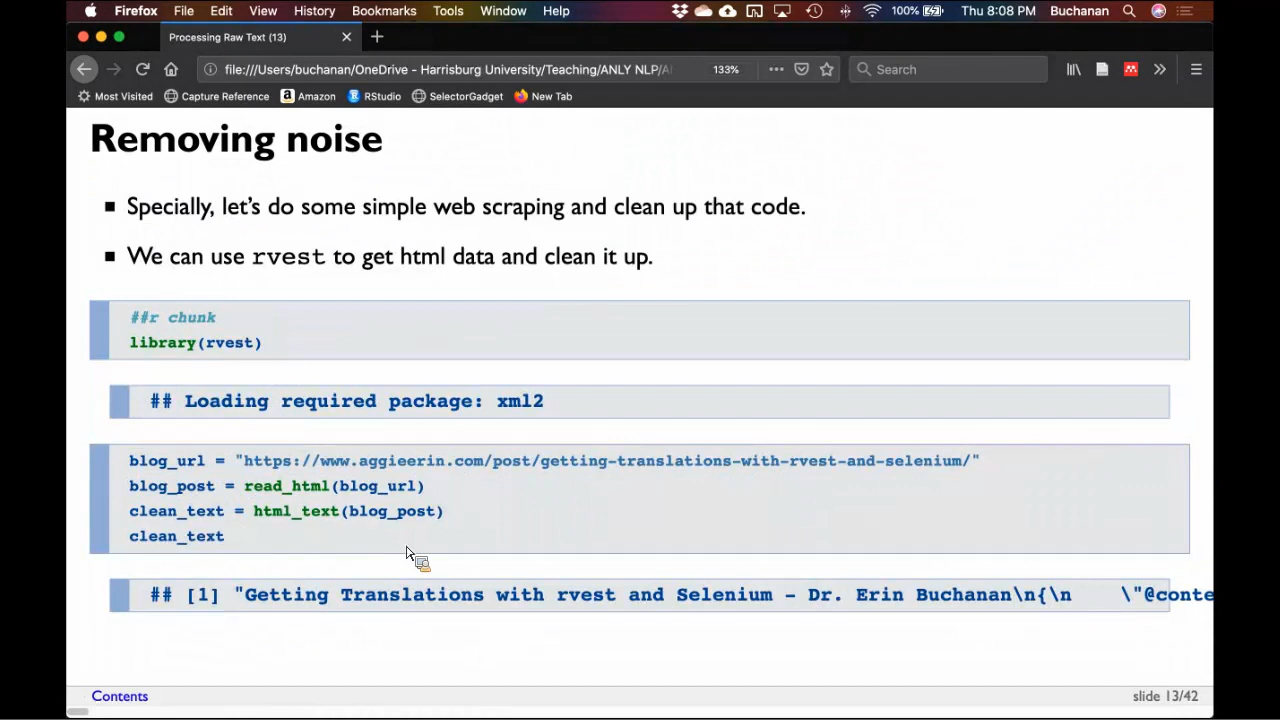 Firefox File Edit View History Bookmarks Tools Window Help 100% Thu 8:08 PM Buchanan
Processing Raw Text (13)
file:///Users/buchanan/OneDrive - Harrisburg University/Teaching/ANLY NLP/ 133% Search
Most Visited Capture Reference Amazon RStudio SelectorGadget New Tab
Removing noise
Specially, let's do some simple web scraping and clean up that code.
We can use rvest to get html data and clean it up.
##r chunk
library(rvest)
## Loading required package: xml2
blog_url = "https://www.aggieerin.com/post/getting-translations-with-rvest-and-selenium/"
blog_post = read_html(blog_url)
clean_text = html_text(blog_post)
clean_text
## [1] "Getting Translations with rvest and Selenium - Dr. Erin Buchanan\n{\n    \"@conte
Contents slide 13/42